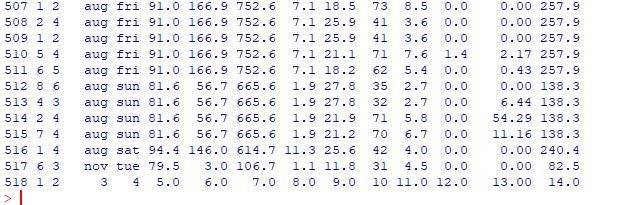 507 1 2 aug fri 91.0 166.9 752.6 7.1 18.5 73 8.5 0.0 0.00 257.9
508 2 4 aug fri 91.0 166.9 752.6 7.1 25.9 41 3.6 0.0 0.00 257.9
509 1 2 aug fri 91.0 166.9 752.6 7.1 25.9 41 3.6 0.0 0.00 257.9
510 5 4 aug fri 91.0 166.9 752.6 7.1 21.1 71 7.6 1.4 2.17 257.9
511 6 5 aug fri 91.0 166.9 752.6 7.1 18.2 62 5.4 0.0 0.43 257.9
512 8 6 aug sun 81.6 56.7 665.6 1.9 27.8 35 2.7 0.0 0.00 138.3
513 4 3 aug sun 81.6 56.7 665.6 1.9 27.8 32 2.7 0.0 6.44 138.3
514 2 4 aug sun 81.6 56.7 665.6 1.9 21.9 71 5.8 0.0 54.29 138.3
515 7 4 aug sun 81.6 56.7 665.6 1.9 21.2 70 6.7 0.0 11.16 138.3
516 1 4 aug sat 94.4 146.0 614.7 11.3 25.6 42 4.0 0.0 0.00 240.4
517 6 3 nov tue 79.5 3.0 106.7 1.1 11.8 31 4.5 0.0 0.00 82.5
518 1 2 3 4 5.0 6.0 7.0 8.0 9.0 10 11.0 12.0 13.00 14.0
>